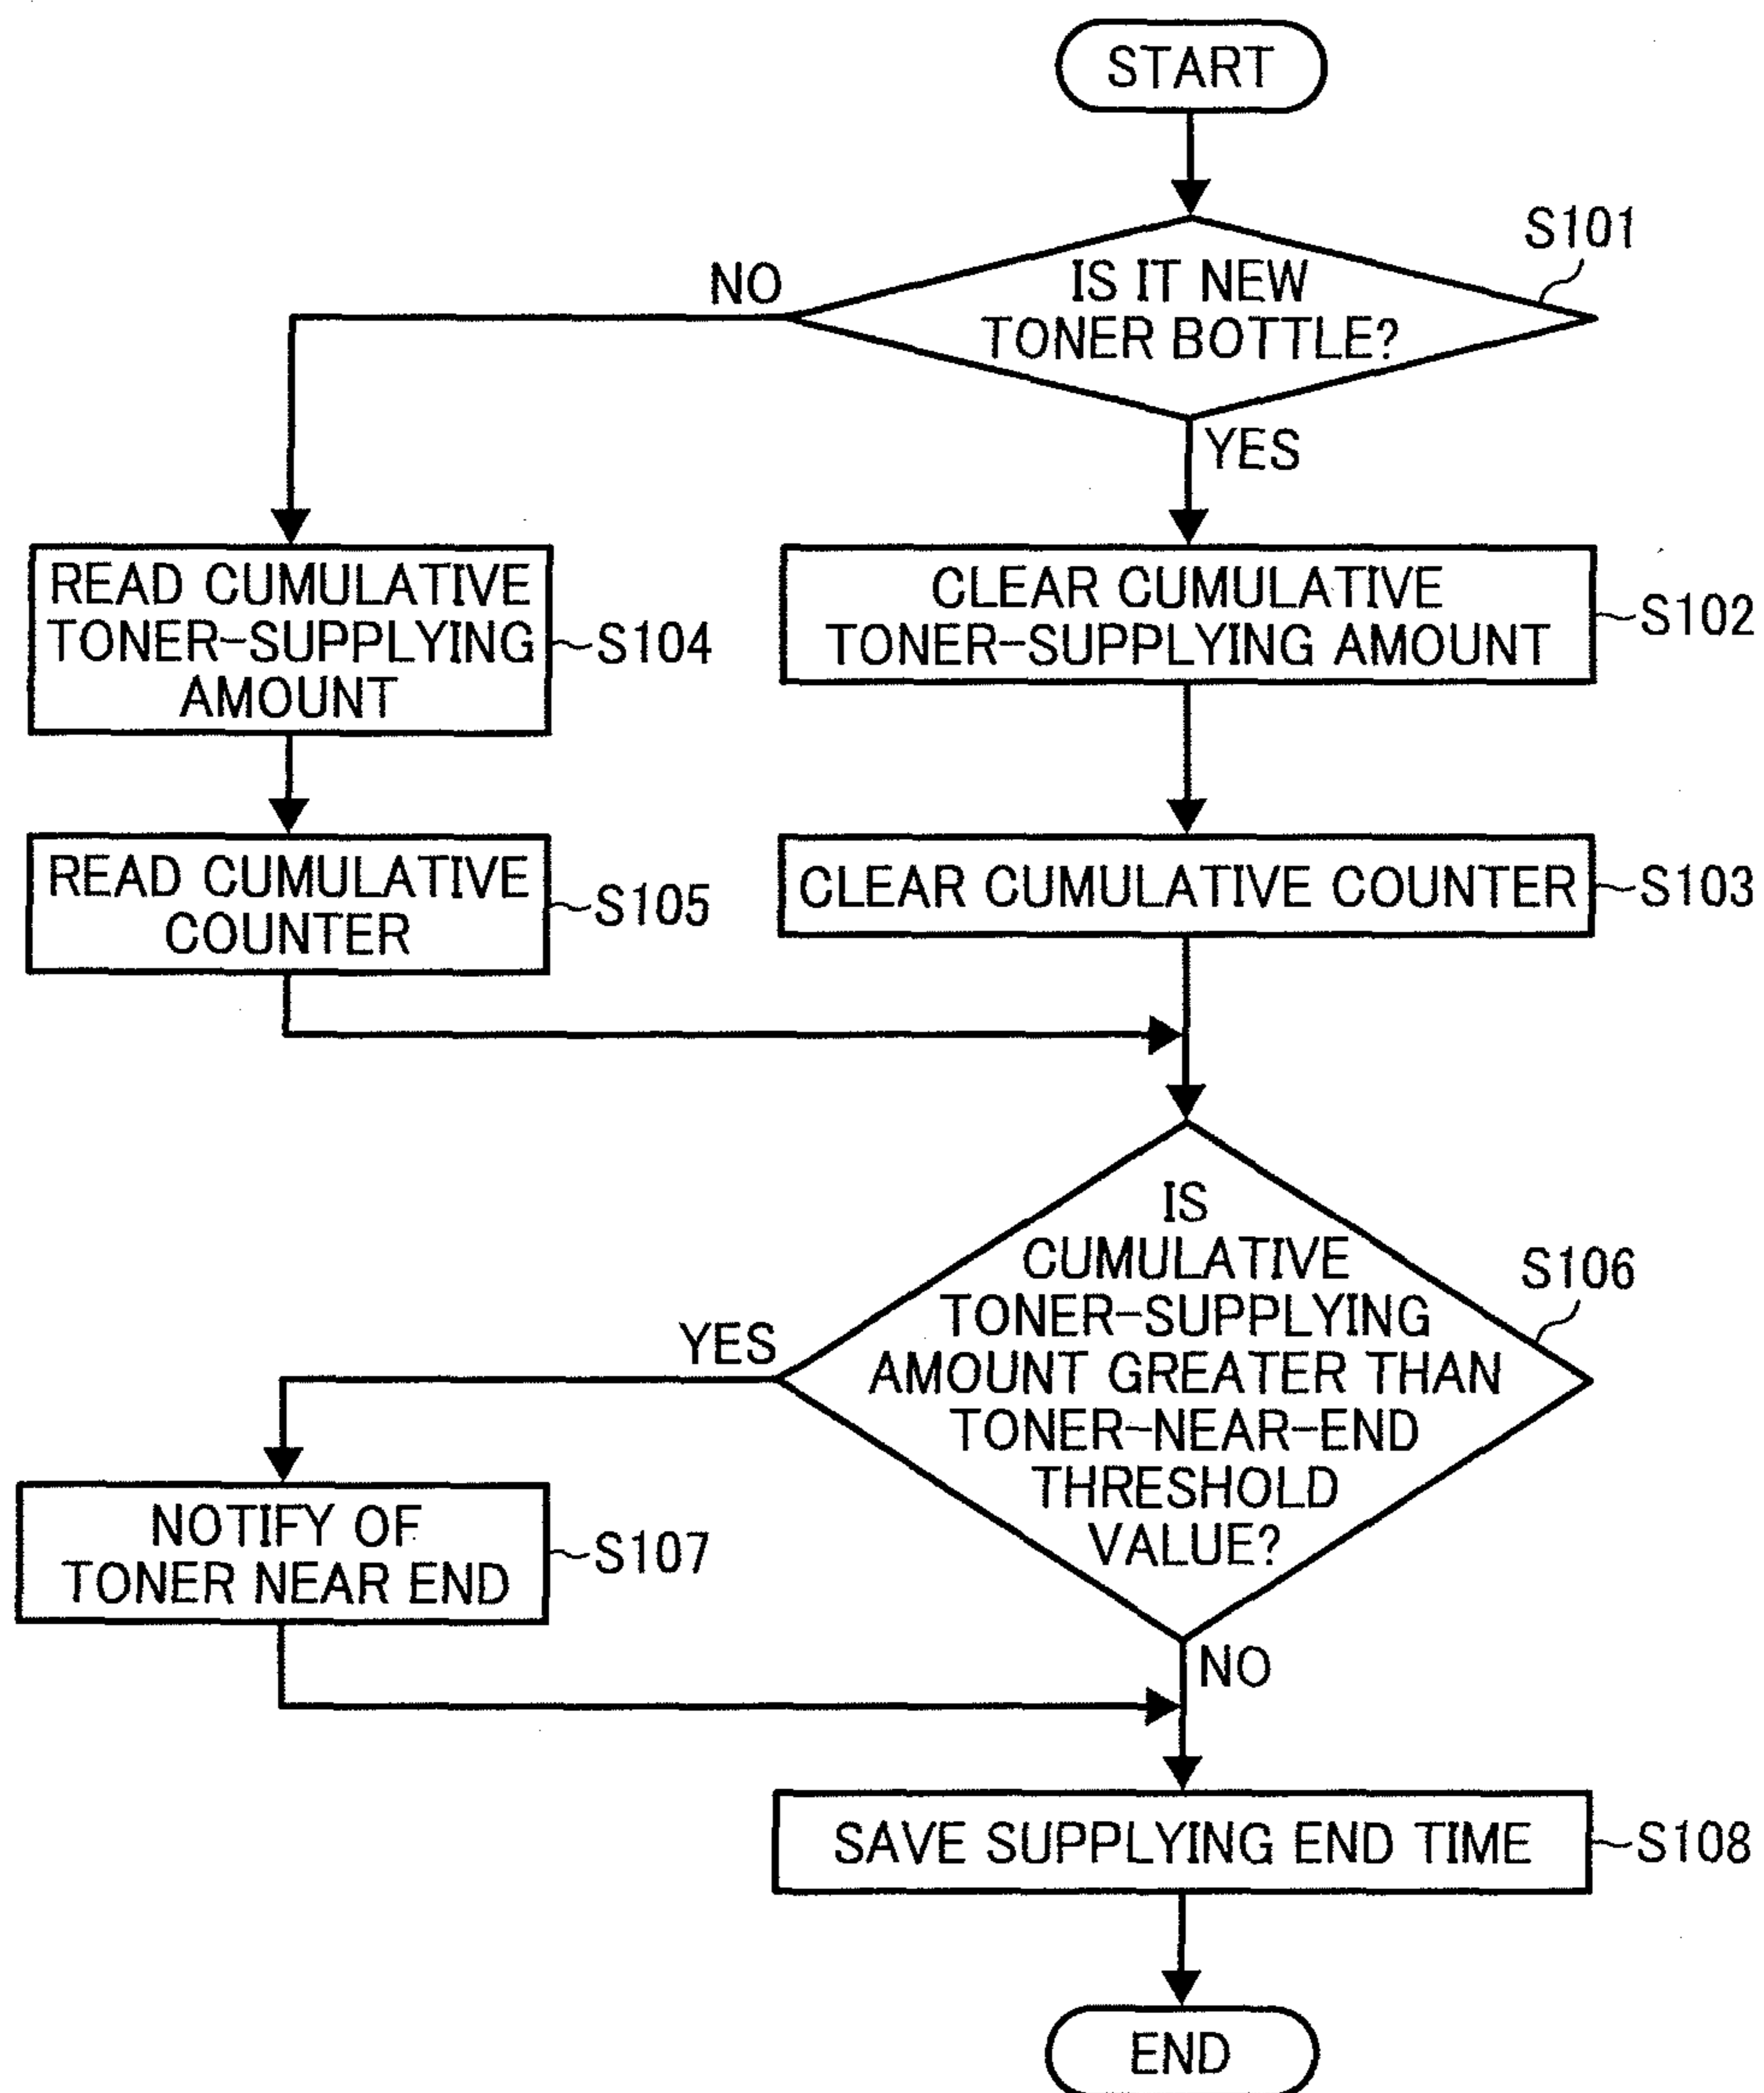 START
S101
NO
IS IT NEW
TONER BOTTLE?
YES
READ CUMULATIVE
TONER-SUPPLYING
AMOUNT
S104
CLEAR CUMULATIVE
TONER-SUPPLYING AMOUNT
S102
READ CUMULATIVE
COUNTER
S105
CLEAR CUMULATIVE COUNTER
S103
IS
CUMULATIVE
TONER-SUPPLYING
AMOUNT GREATER THAN
TONER-NEAR-END
THRESHOLD
VALUE?
S106
YES
NOTIFY OF
TONER NEAR END
S107
NO
SAVE SUPPLYING END TIME
S108
END